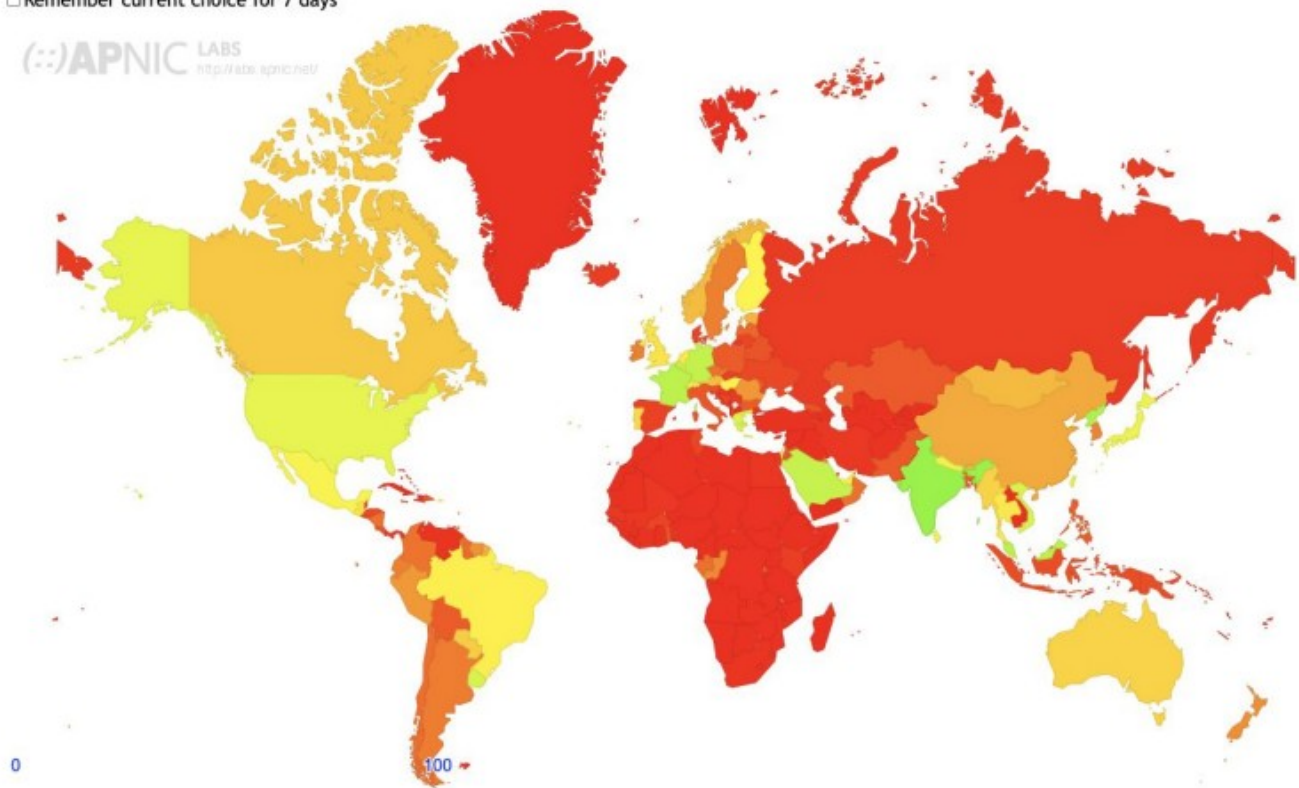 Remember current choice for 7 days
(::)APNIC LABS
http://labs.apnic.net/
0 100